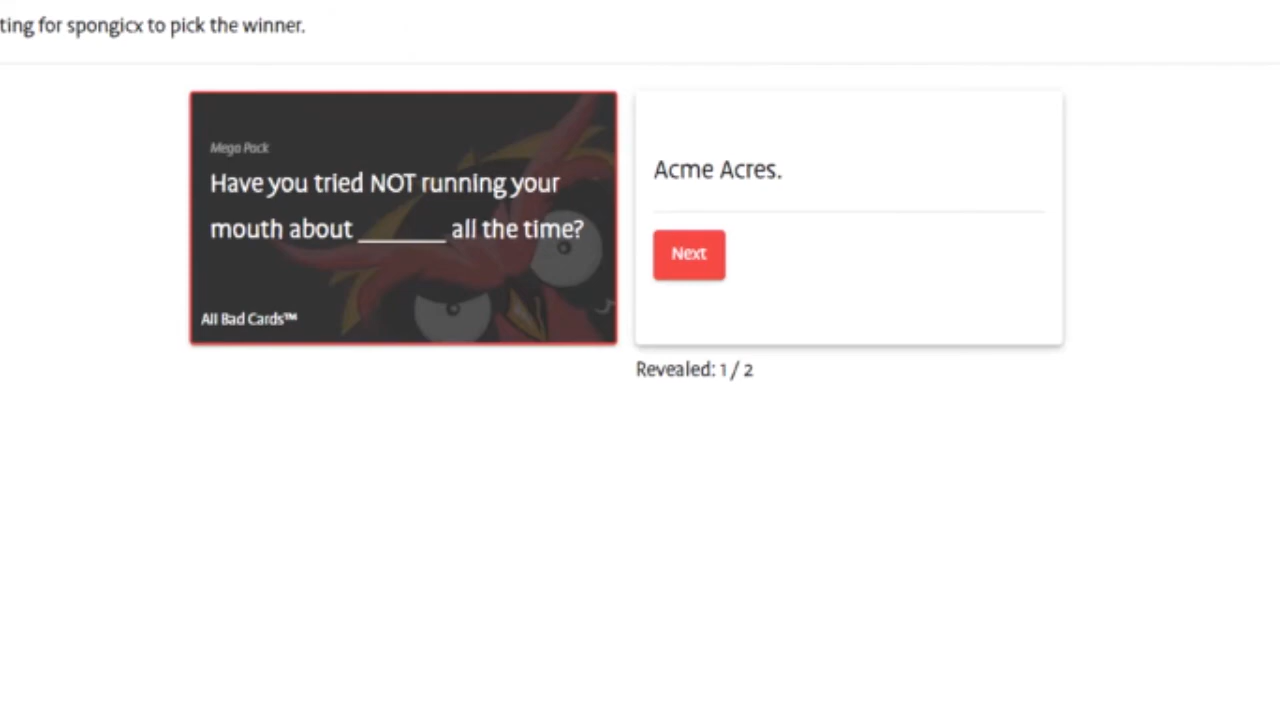 ting for spongicx to pick the winner.
Mega Pack
Have you tried NOT running your
mouth about ________ all the time?
All Bad Cards™
Acme Acres.
Next
Revealed: 1 / 2